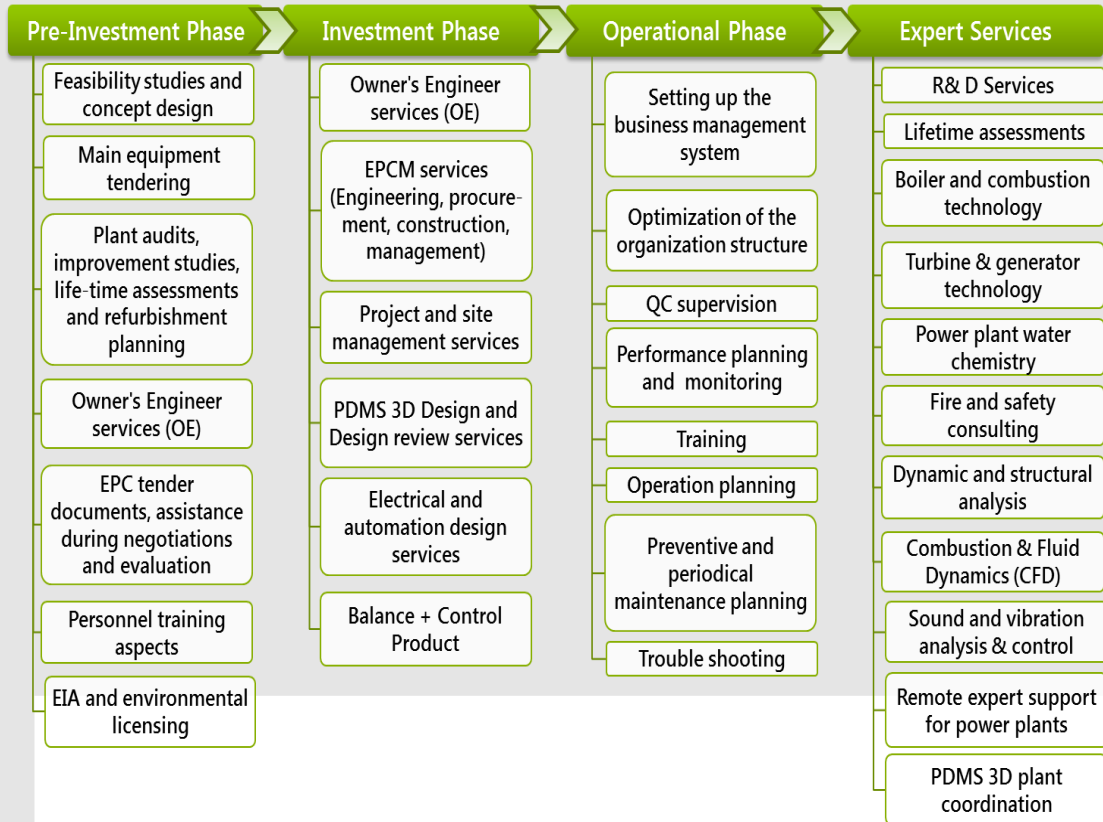 Pre-Investment Phase
Feasibility studies and
concept design
Main equipment
tendering
Plant audits,
improvement studies,
life-time assessments
and refurbishment
planning
Owner's Engineer
services (OE)
EPC tender
documents, assistance
during negotiations
and evaluation
Personnel training
aspects
EIA and environmental
licensing
Investment Phase
Owner's Engineer
services (OE)
EPCM services
(Engineering, procure-
ment, construction,
management)
Project and site
management services
PDMS 3D Design and
Design review services
Electrical and
automation design
services
Balance + Control
Product
Operational Phase
Setting up the
business management
system
Optimization of the
organization structure
QC supervision
Performance planning
and monitoring
Training
Operation planning
Preventive and
periodical
maintenance planning
Trouble shooting
Expert Services
R& D Services
Lifetime assessments
Boiler and combustion
technology
Turbine & generator
technology
Power plant water
chemistry
Fire and safety
consulting
Dynamic and structural
analysis
Combustion & Fluid
Dynamics (CFD)
Sound and vibration
analysis & control
Remote expert support
for power plants
PDMS 3D plant
coordination